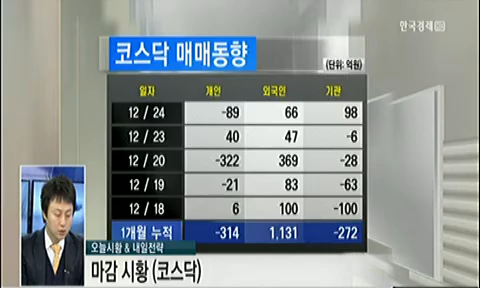 한국경제HD
코스닥 매매동향
(단위: 억원)
일자 개인 외국인 기관
12 / 24 -89 66 98
12 / 23 40 47 -6
12 / 20 -322 369 -28
12 / 19 -21 83 -63
12 / 18 6 100 -100
1개월 누적 -314 1,131 -272
오늘시황 & 내일전략
마감 시황 (코스닥)